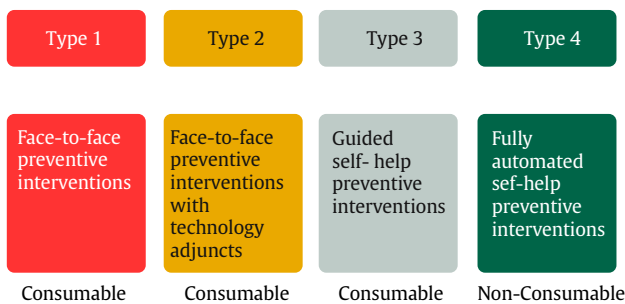 Type 1
Type 2
Type 3
Type 4
Face-to-face
preventive
interventions
Face-to-face
preventive
interventions
with
technology
adjuncts
Guided
self- help
preventive
interventions
Fully
automated
sef-help
preventive
interventions
Consumable
Consumable
Consumable
Non-Consumable